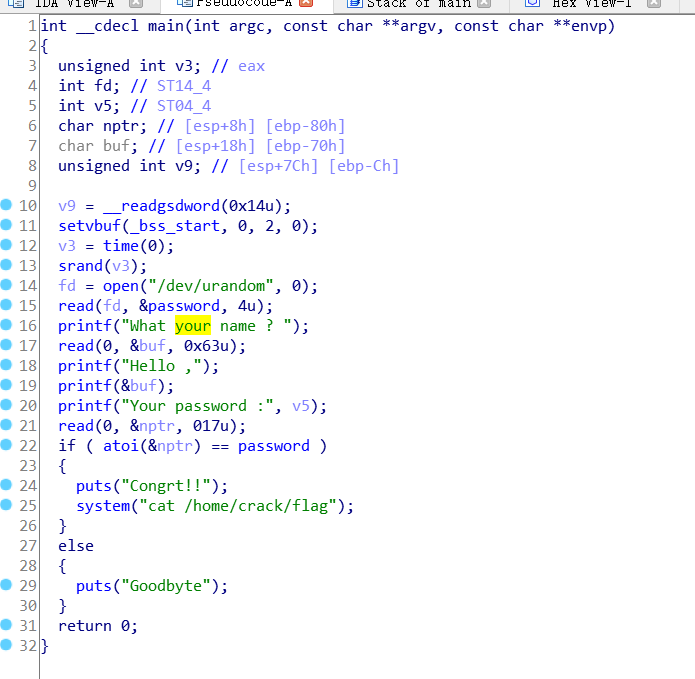 IDA View-A Pseudocode-A Stack of main Hex View-1
1 int __cdecl main(int argc, const char **argv, const char **envp)
2 {
3 unsigned int v3; // eax
4 int fd; // ST14_4
5 int v5; // ST04_4
6 char nptr; // [esp+8h] [ebp-80h]
7 char buf; // [esp+18h] [ebp-70h]
8 unsigned int v9; // [esp+7Ch] [ebp-Ch]
9
10 v9 = __readgsdword(0x14u);
11 setvbuf(_bss_start, 0, 2, 0);
12 v3 = time(0);
13 srand(v3);
14 fd = open("/dev/urandom", 0);
15 read(fd, &password, 4u);
16 printf("What your name ? ");
17 read(0, &buf, 0x63u);
18 printf("Hello ,");
19 printf(&buf);
20 printf("Your password :", v5);
21 read(0, &nptr, 017u);
22 if ( atoi(&nptr) == password )
23 {
24 puts("Congrt!!");
25 system("cat /home/crack/flag");
26 }
27 else
28 {
29 puts("Goodbyte");
30 }
31 return 0;
32 }